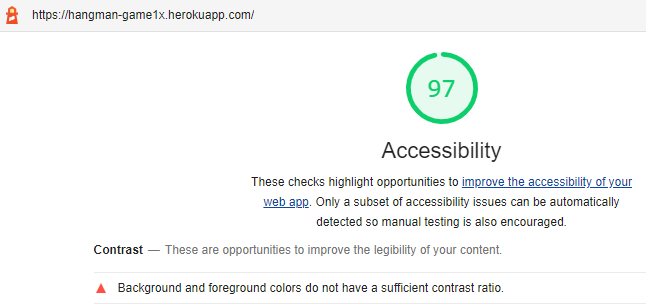 https://hangman-game1x.herokuapp.com/
97
Accessibility
These checks highlight opportunities to improve the accessibility of your
web app. Only a subset of accessibility issues can be automatically
detected so manual testing is also encouraged.
Contrast — These are opportunities to improve the legibility of your content.
Background and foreground colors do not have a sufficient contrast ratio.